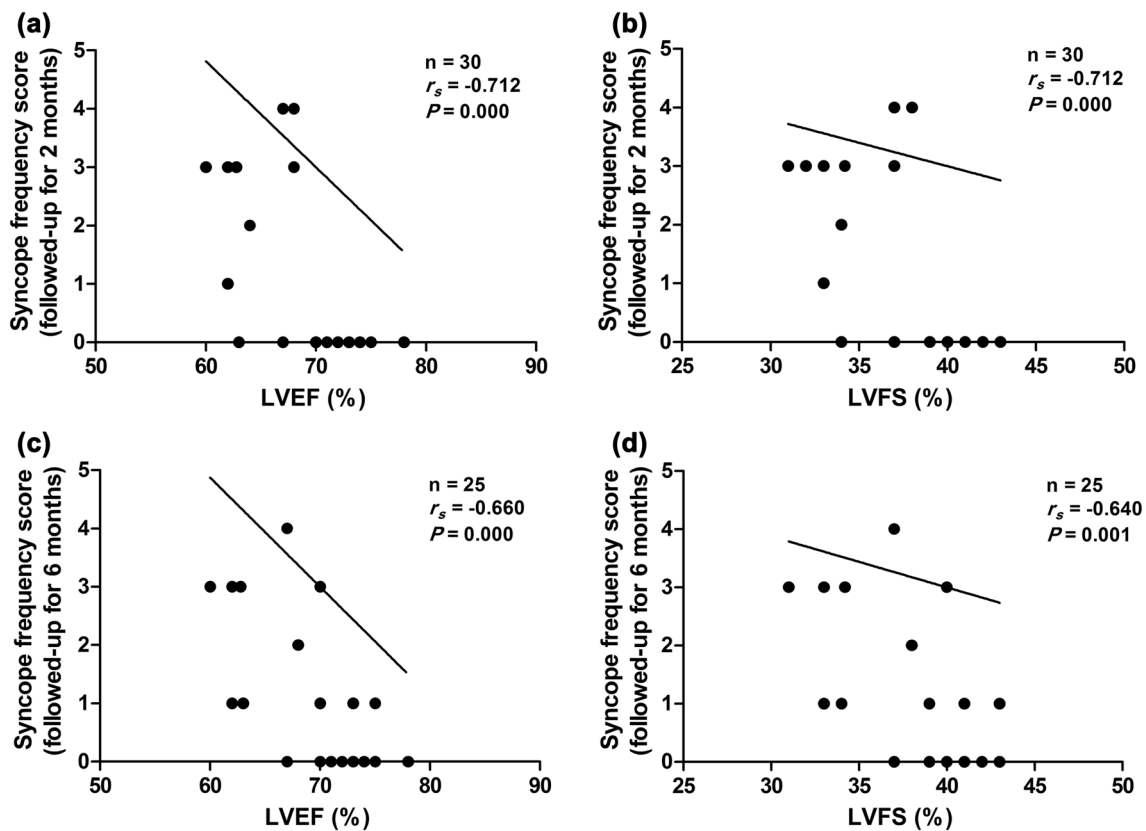 (a)
Syncope frequency score
(followed-up for 2 months)
5
4
3
2
1
0
50
60
70
80
90
LVEF (%)
n = 30
rs = -0.712
P = 0.000
(b)
Syncope frequency score
(followed-up for 2 months)
5
4
3
2
1
0
25
30
35
40
45
50
LVFS (%)
n = 30
rs = -0.712
P = 0.000
(c)
Syncope frequency score
(followed-up for 6 months)
5
4
3
2
1
0
50
60
70
80
90
LVEF (%)
n = 25
rs = -0.660
P = 0.000
(d)
Syncope frequency score
(followed-up for 6 months)
5
4
3
2
1
0
25
30
35
40
45
50
LVFS (%)
n = 25
rs = -0.640
P = 0.001